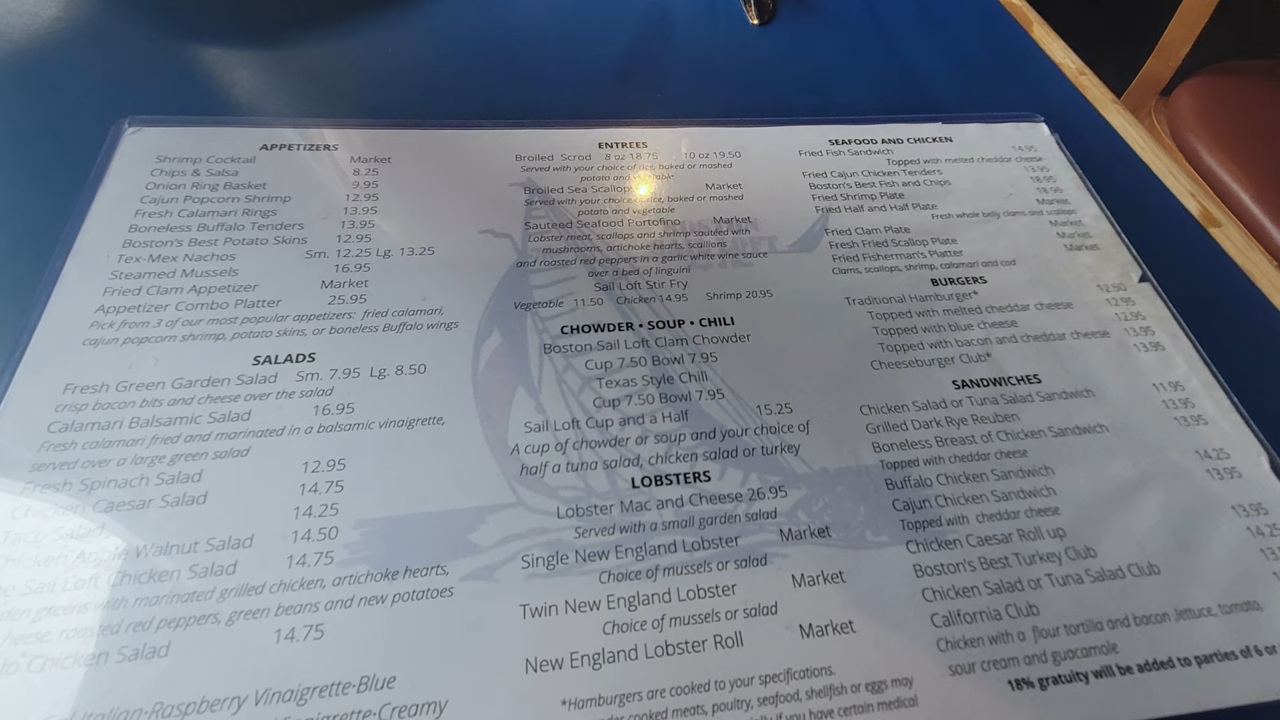 APPETIZERS
Shrimp Cocktail Market
Chips & Salsa 8.25
Onion Ring Basket 9.95
Cajun Popcorn Shrimp 12.95
Fresh Calamari Rings 13.95
Boneless Buffalo Tenders 13.95
Boston's Best Potato Skins 12.95
Tex-Mex Nachos Sm. 12.25 Lg. 13.25
Steamed Mussels 16.95
Fried Clam Appetizer Market
Appetizer Combo Platter 25.95
Pick from 3 of our most popular appetizers: fried calamari,
cajun popcorn shrimp, potato skins, or boneless Buffalo wings
SALADS
Fresh Green Garden Salad Sm. 7.95 Lg. 8.50
crisp bacon bits and cheese over the salad
Calamari Balsamic Salad 16.95
Fresh calamari fried and marinated in a balsamic vinaigrette,
served over a large green salad
Fresh Spinach Salad 12.95
Chicken Caesar Salad 14.75
Taco Salad 14.25
Chicken Apple Walnut Salad 14.50
Sail Loft Chicken Salad 14.75
greens with marinated grilled chicken, artichoke hearts,
cheese, roasted red peppers, green beans and new potatoes
Chicken Salad 14.75
Italian·Raspberry Vinaigrette·Blue
Vinaigrette·Creamy
ENTREES
Broiled Scrod 8 oz 18.75 10 oz 19.50
Served with your choice of rice, baked or mashed
potato and vegetable
Broiled Sea Scallops Market
Served with your choice rice, baked or mashed
potato and vegetable
Sauteed Seafood Portofino Market
Lobster meat, scallops and shrimp sautéed with
mushrooms, artichoke hearts, scallions
and roasted red peppers in a garlic white wine sauce
over a bed of linguini
Sail Loft Stir Fry
Vegetable 11.50 Chicken 14.95 Shrimp 20.95
CHOWDER • SOUP • CHILI
Boston Sail Loft Clam Chowder
Cup 7.50 Bowl 7.95
Texas Style Chill
Cup 7.50 Bowl 7.95
Sail Loft Cup and a Half 15.25
A cup of chowder or soup and your choice of
half a tuna salad, chicken salad or turkey
LOBSTERS
Lobster Mac and Cheese 26.95
Served with a small garden salad
Single New England Lobster Market
Choice of mussels or salad
Twin New England Lobster Market
Choice of mussels or salad
New England Lobster Roll Market
*Hamburgers are cooked to your specifications.
cooked meats, poultry, seafood, shellfish or eggs may
if you have certain medical
SEAFOOD AND CHICKEN
Fried Fish Sandwich 14.95
Topped with melted cheddar cheese
Fried Cajun Chicken Tenders 13.95
Boston's Best Fish and Chips 18.95
Fried Shrimp Plate 18.95
Fried Half and Half Plate Market
Fresh whole belly clams and scallops
Fried Clam Plate Market
Fresh Fried Scallop Plate Market
Fried Fisherman's Platter Market
Clams, scallops, shrimp, calamari and cod
BURGERS
Traditional Hamburger* 12.50
Topped with melted cheddar cheese 12.95
Topped with blue cheese 12.95
Topped with bacon and cheddar cheese 13.95
Cheeseburger Club* 13.95
SANDWICHES
Chicken Salad or Tuna Salad Sandwich 11.95
Grilled Dark Rye Reuben 13.95
Boneless Breast of Chicken Sandwich 13.95
Topped with cheddar cheese
Buffalo Chicken Sandwich 14.25
Cajun Chicken Sandwich 13.95
Topped with cheddar cheese
Chicken Caesar Roll up 13.95
Boston's Best Turkey Club 14.25
Chicken Salad or Tuna Salad Club
California Club
Chicken with a flour tortilla and bacon, lettuce, tomato,
sour cream and guacamole
18% gratuity will be added to parties of 6 or